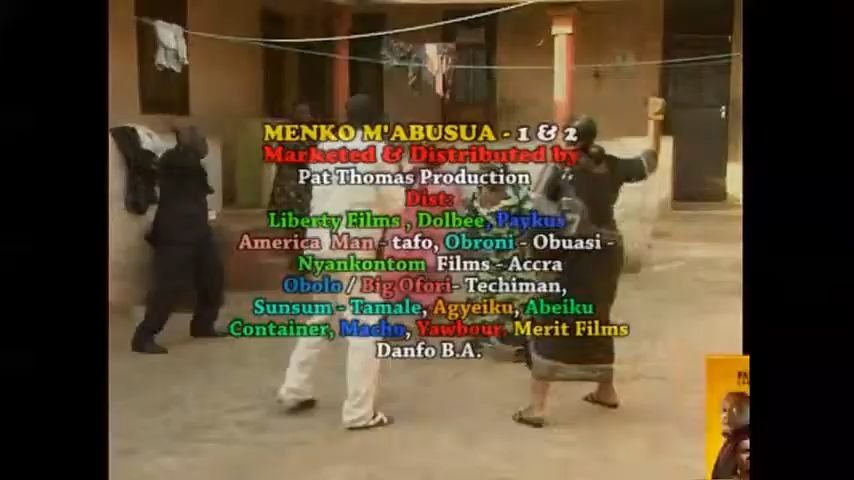 MENKO M'ABUSUA - 1 & 2
Marketed & Distributed by
Pat Thomas Production
Dist:
Liberty Films , Dolbee, Paykus
America Man - tafo, Obroni - Obuasi -
Nyankontom Films - Accra
Obolo / Big Ofori- Techiman,
Sunsum - Tamale, Agyeiku, Abeiku
Container, Macho, Yawbour, Merit Films
Danfo B.A.